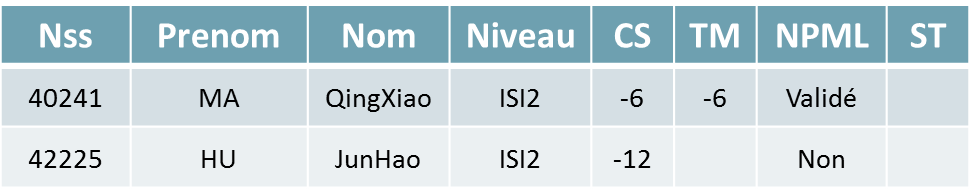 Nss Prenom Nom Niveau CS TM NPML ST
40241 MA QingXiao ISI2 -6 -6 Validé
42225 HU JunHao ISI2 -12 Non